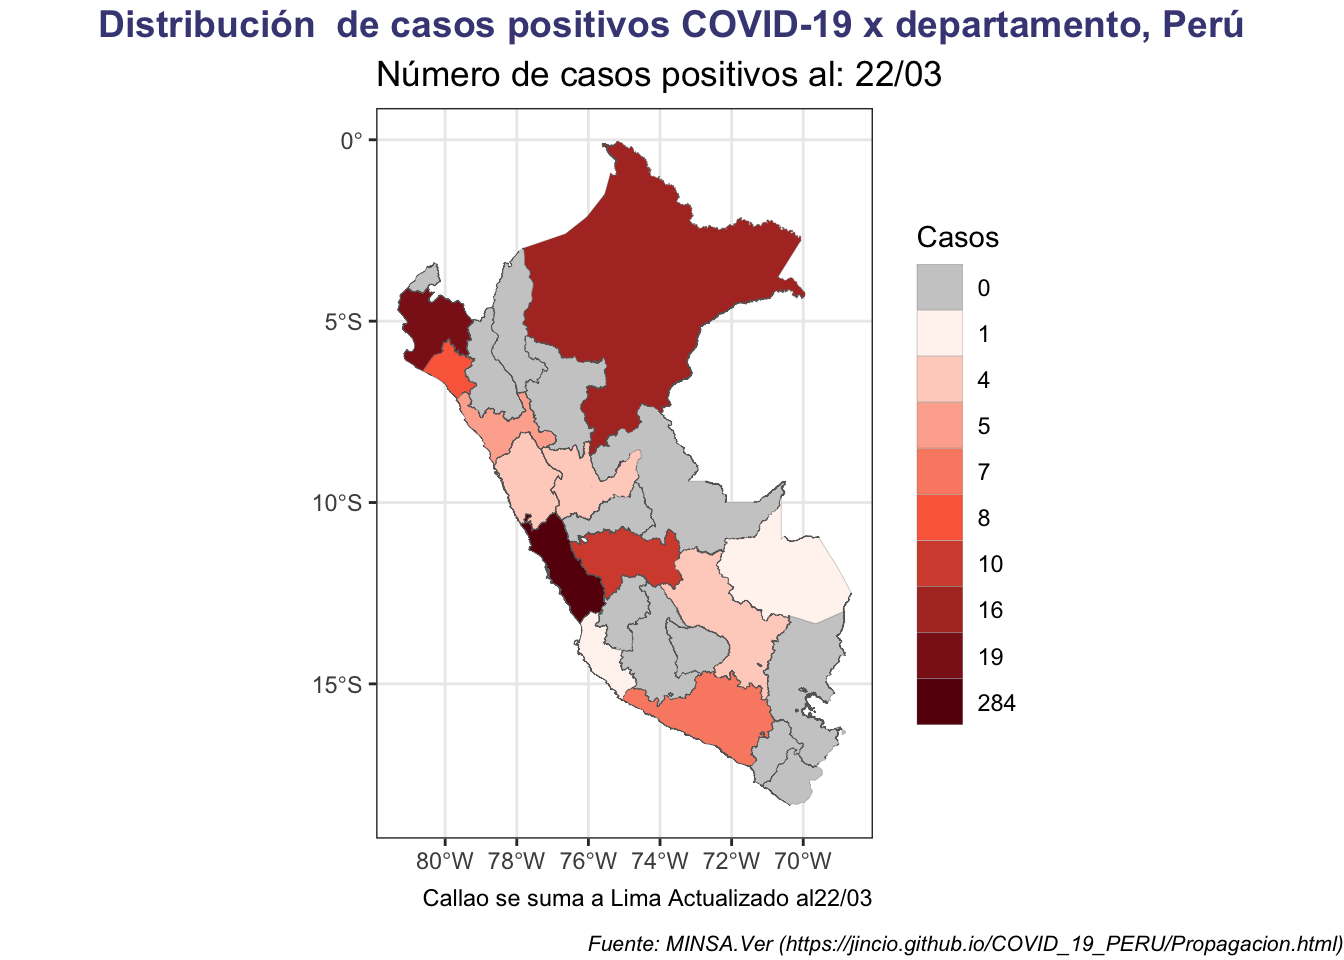 Distribución  de casos positivos COVID-19 x departamento, Perú
Número de casos positivos al: 22/03
0°
5°S
10°S
15°S
80°W 78°W 76°W 74°W 72°W 70°W
Casos
0
1
4
5
7
8
10
16
19
284
Callao se suma a Lima Actualizado al22/03
Fuente: MINSA.Ver (https://jincio.github.io/COVID_19_PERU/Propagacion.html)